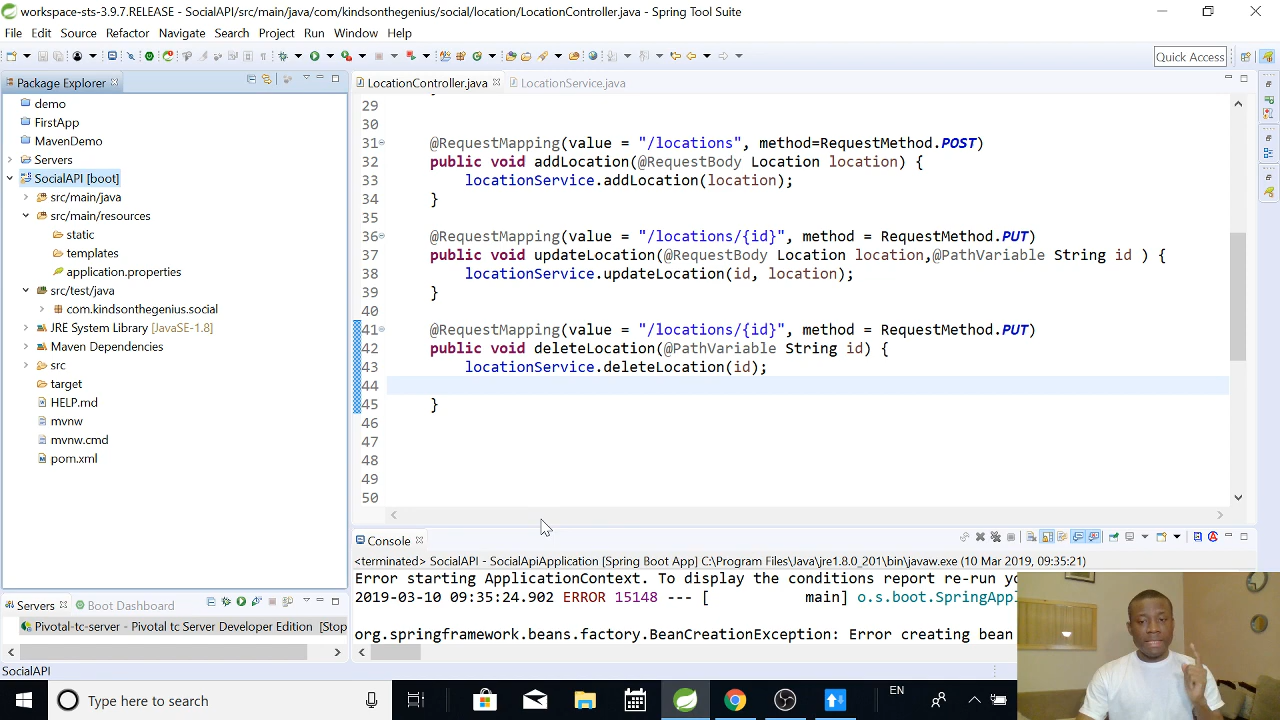 workspace-sts-3.9.7.RELEASE - SocialAPI/src/main/java/com/kindsonthegenius/social/location/LocationController.java - Spring Tool Suite
File Edit Source Refactor Navigate Search Project Run Window Help
Quick Access
Package Explorer
demo
FirstApp
MavenDemo
Servers
SocialAPI [boot]
src/main/java
src/main/resources
static
templates
application.properties
src/test/java
com.kindsonthegenius.social
JRE System Library [JavaSE-1.8]
Maven Dependencies
src
target
HELP.md
mvnw
mvnw.cmd
pom.xml
Servers Boot Dashboard
Pivotal-tc-server - Pivotal tc Server Developer Edition [Stop
SocialAPI
LocationController.java LocationService.java
29 }
30
31 @RequestMapping(value = "/locations", method=RequestMethod.POST)
32 public void addLocation(@RequestBody Location location) {
33 locationService.addLocation(location);
34 }
35
36 @RequestMapping(value = "/locations/{id}", method = RequestMethod.PUT)
37 public void updateLocation(@RequestBody Location location,@PathVariable String id ) {
38 locationService.updateLocation(id, location);
39 }
40
41 @RequestMapping(value = "/locations/{id}", method = RequestMethod.PUT)
42 public void deleteLocation(@PathVariable String id) {
43 locationService.deleteLocation(id);
44
45 }
46
47
48
49
50
Console
<terminated> SocialAPI - SocialApiApplication [Spring Boot App] C:\Program Files\Java\jre1.8.0_201\bin\javaw.exe (10 Mar 2019, 09:35:21)
Error starting ApplicationContext. To display the conditions report re-run yo
2019-03-10 09:35:24.902 ERROR 15148 --- [ main] o.s.boot.SpringAppl
org.springframework.beans.factory.BeanCreationException: Error creating bean
Type here to search
EN